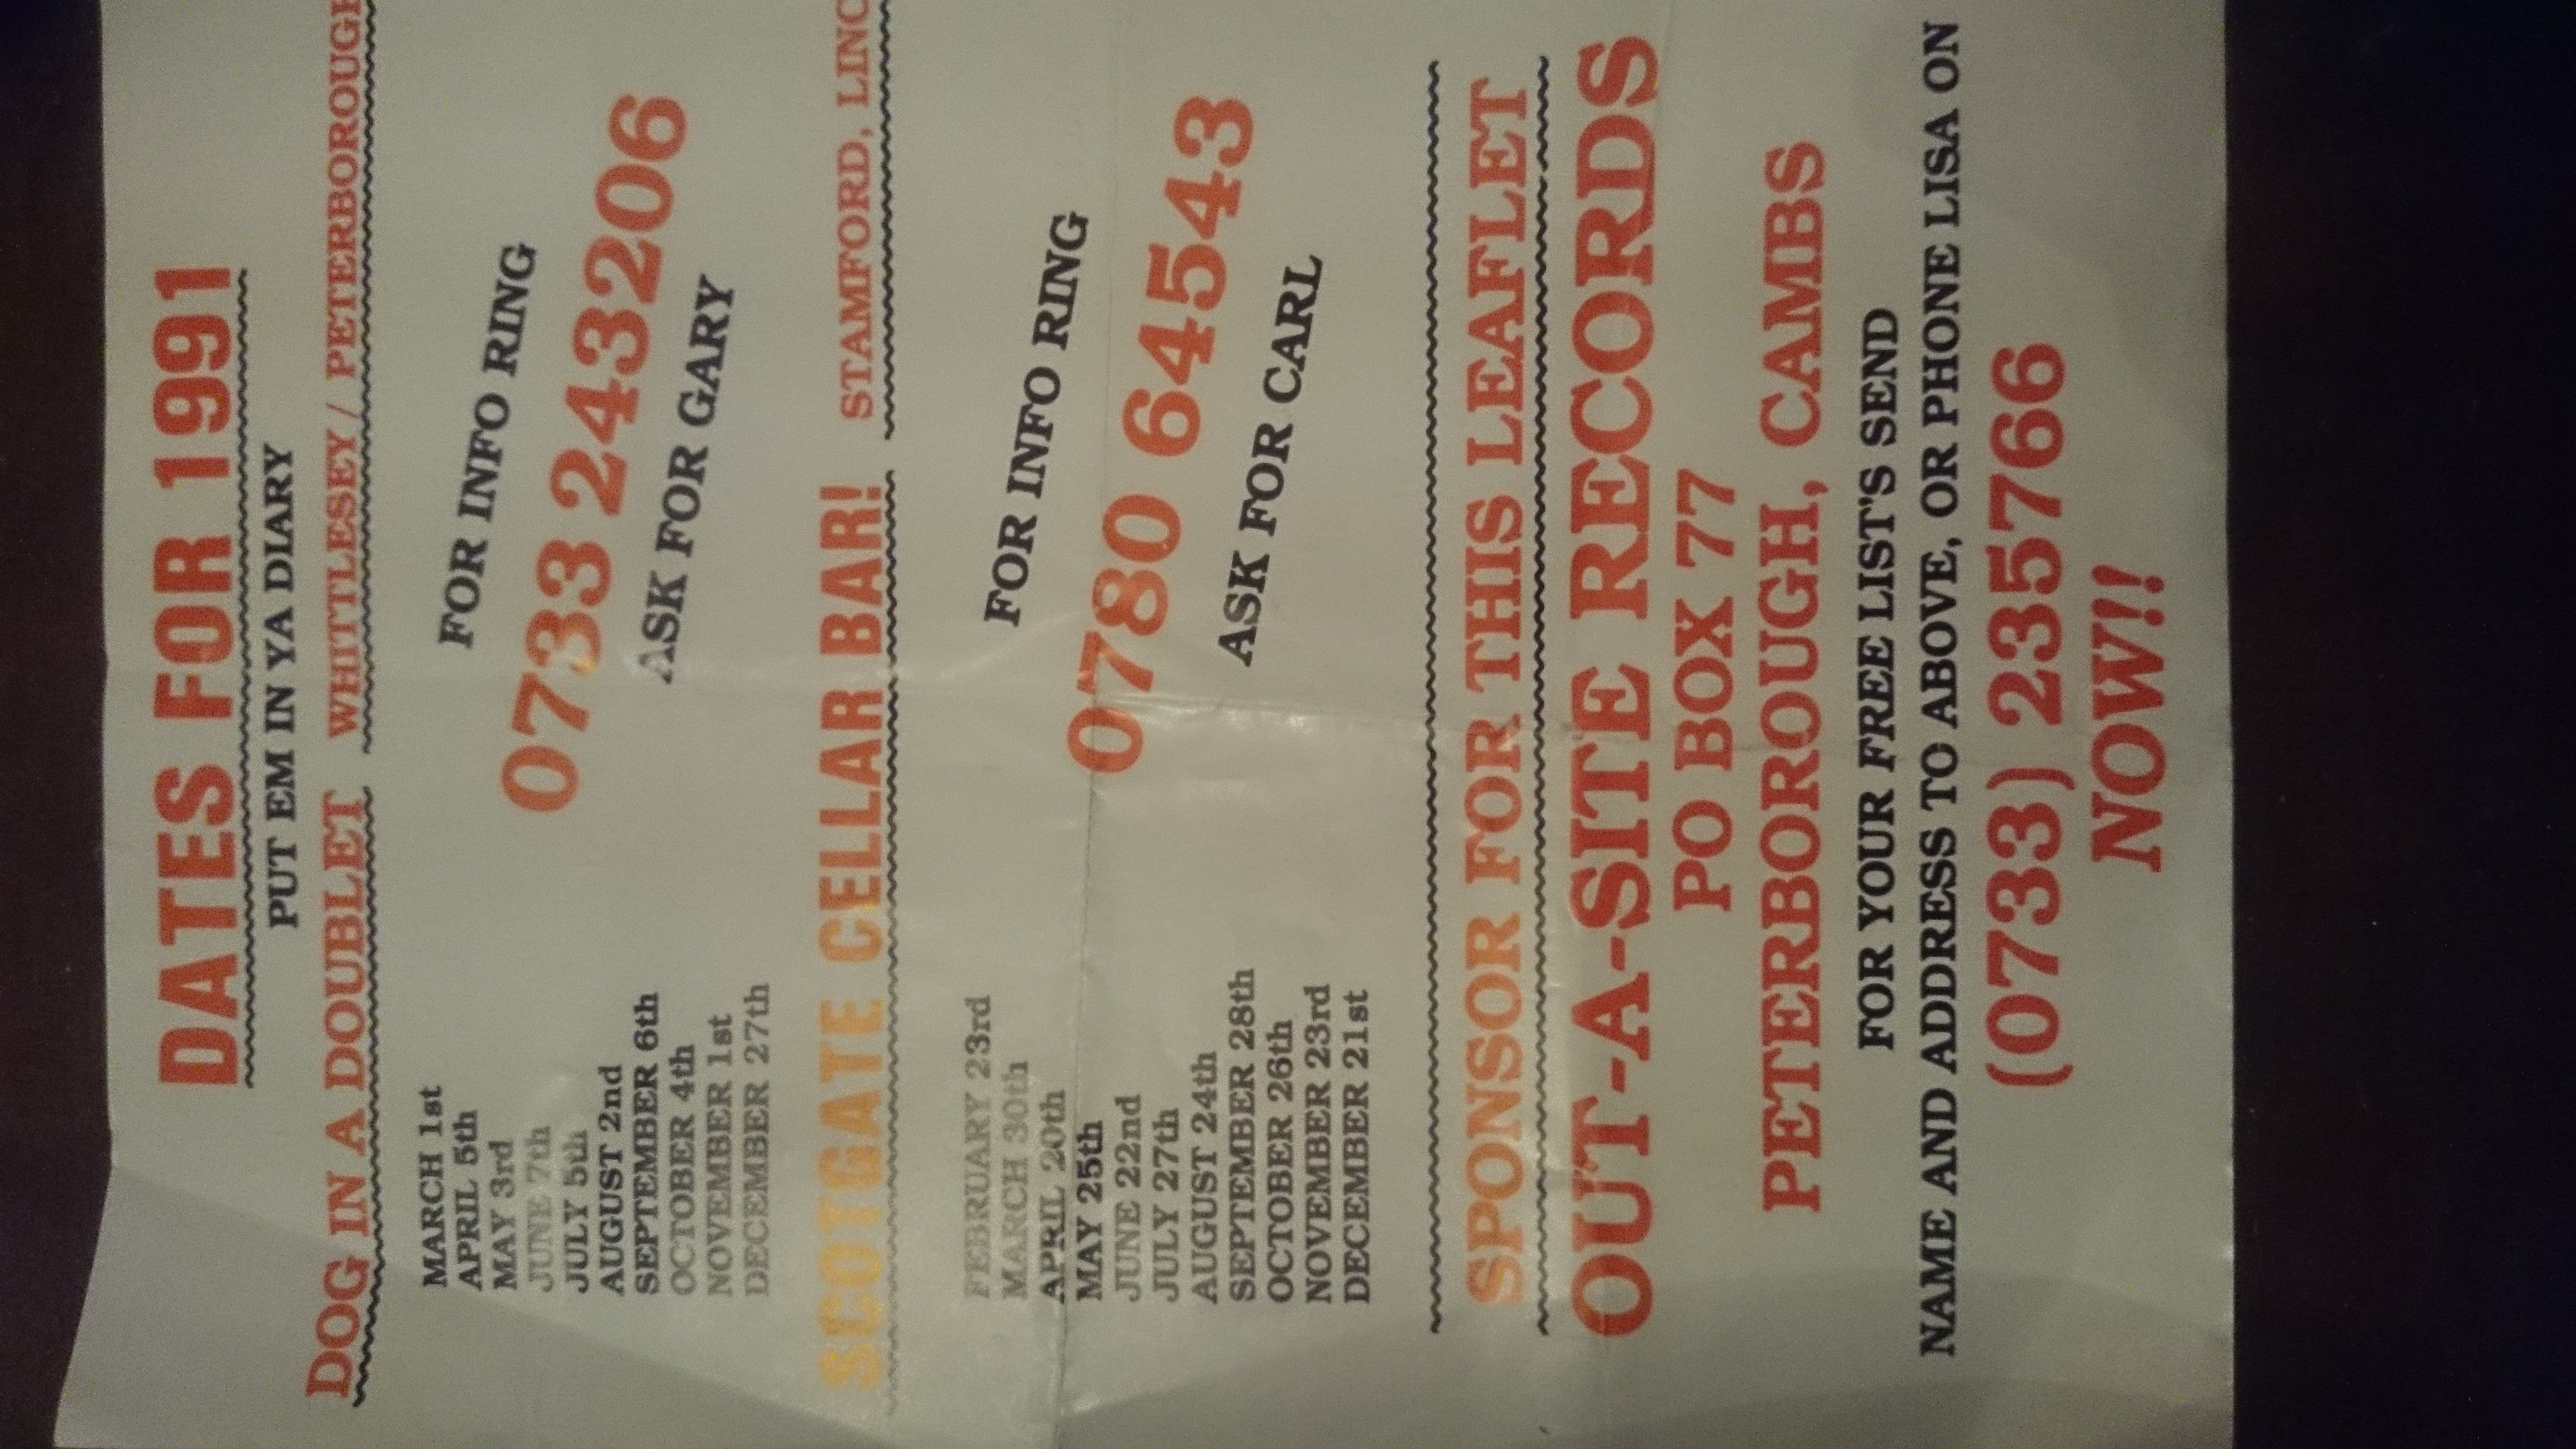 DATES FOR 1991
PUT EM IN YA DIARY
DOG IN A DOUBLET WHITTLESEY / PETERBOROUGH
MARCH 1st
APRIL 5th
MAY 3rd
JUNE 7th
JULY 5th
AUGUST 2nd
SEPTEMBER 6th
OCTOBER 4th
NOVEMBER 1st
DECEMBER 27th
FOR INFO RING
0733 243206
ASK FOR GARY
SCOTGATE CELLAR BAR! STAMFORD, LINC
FEBRUARY 23rd
MARCH 30th
APRIL 20th
MAY 25th
JUNE 22nd
JULY 27th
AUGUST 24th
SEPTEMBER 28th
OCTOBER 26th
NOVEMBER 23rd
DECEMBER 21st
FOR INFO RING
0780 64543
ASK FOR CARL
SPONSOR FOR THIS LEAFLET
OUT-A-SITE RECORDS
PO BOX 77
PETERBOROUGH, CAMBS
FOR YOUR FREE LIST'S SEND
NAME AND ADDRESS TO ABOVE, OR PHONE LISA ON
(0733) 235766
NOW!!